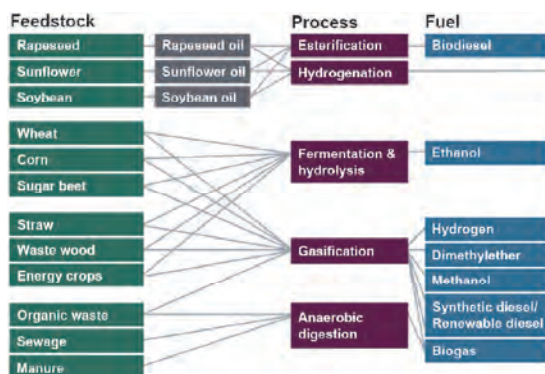 Feedstock Process Fuel
Rapeseed Rapeseed oil Esterification Biodiesel
Sunflower Sunflower oil Hydrogenation
Soybean Soybean oil
Wheat
Corn Fermentation & Ethanol
hydrolysis
Sugar beet
Straw Hydrogen
Waste wood Gasification Dimethylether
Energy crops Methanol
Organic waste Anaerobic Synthetic diesel/
digestion Renewable diesel
Sewage
Biogas
Manure